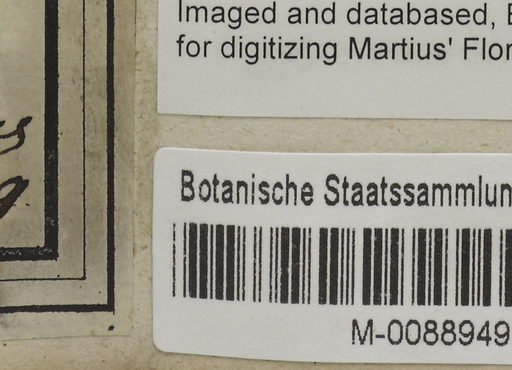 Imaged and databased,
for digitizing Martius' Flor
Botanische Staatssammlun
M-0088949